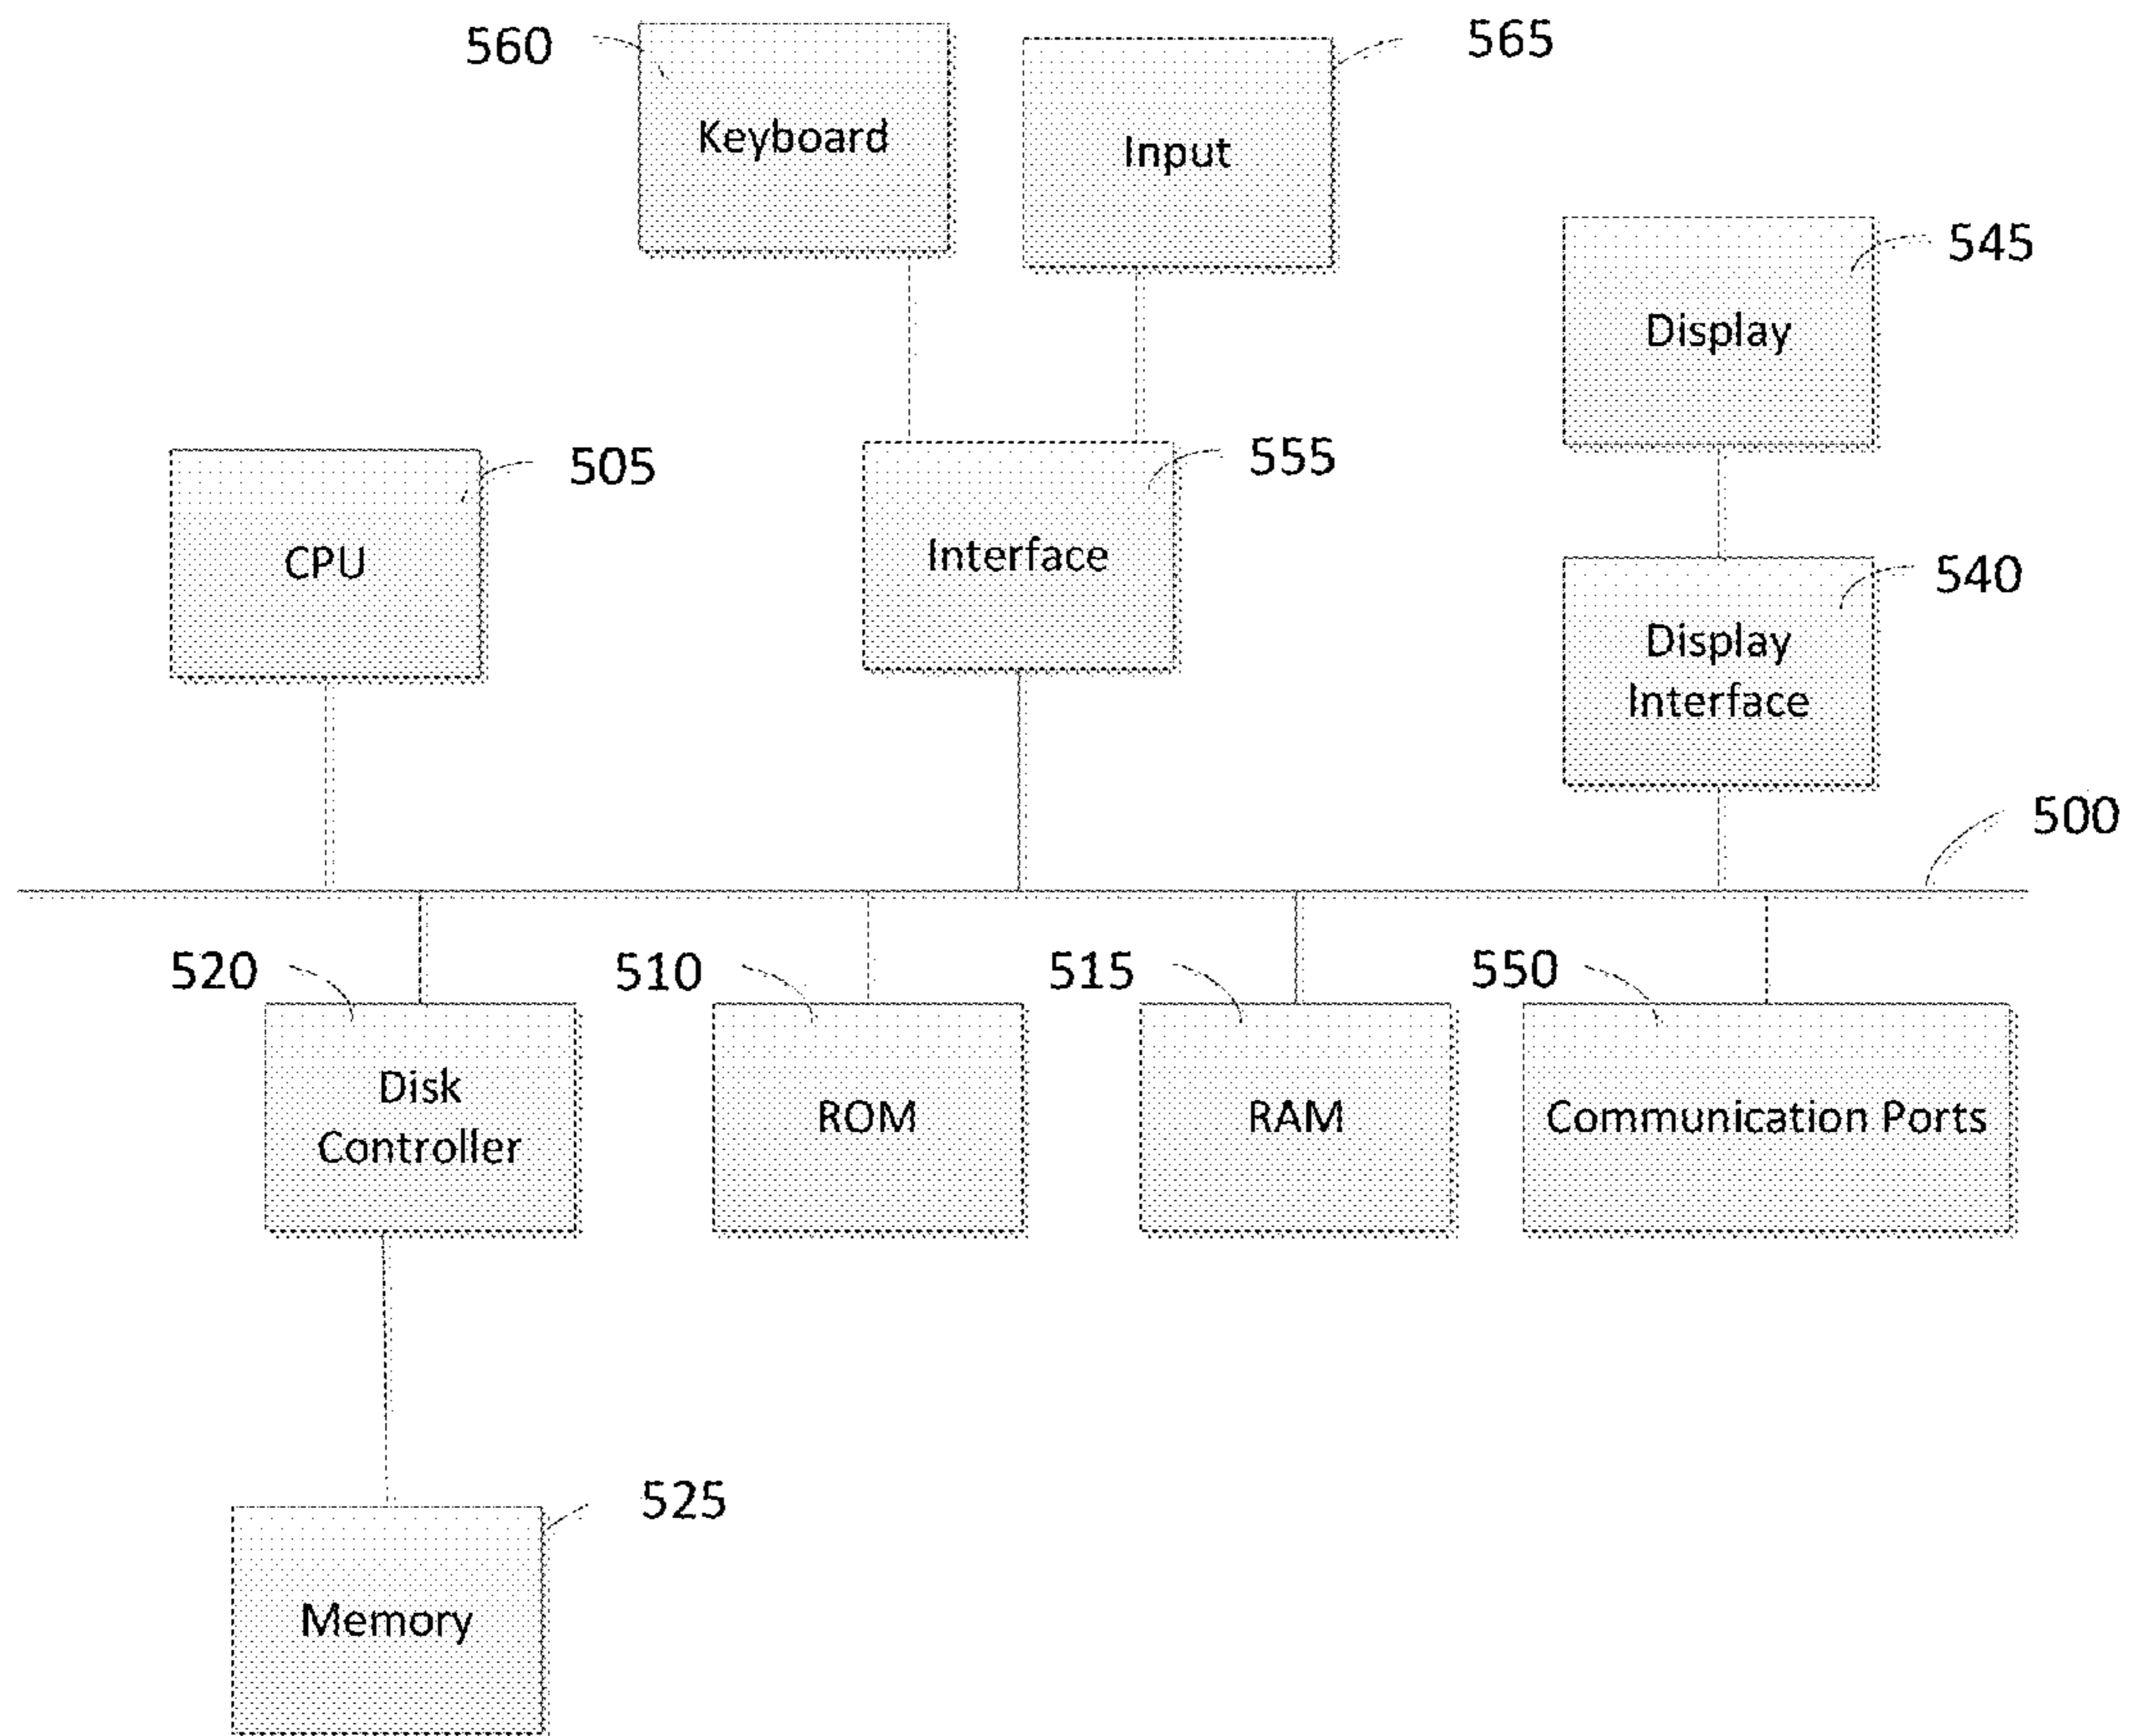 560
Keyboard
Input
565
Display
545
CPU
505
Interface
555
Display
Interface
540
500
520
Disk
Controller
510
ROM
515
RAM
550
Communication Ports
Memory
525